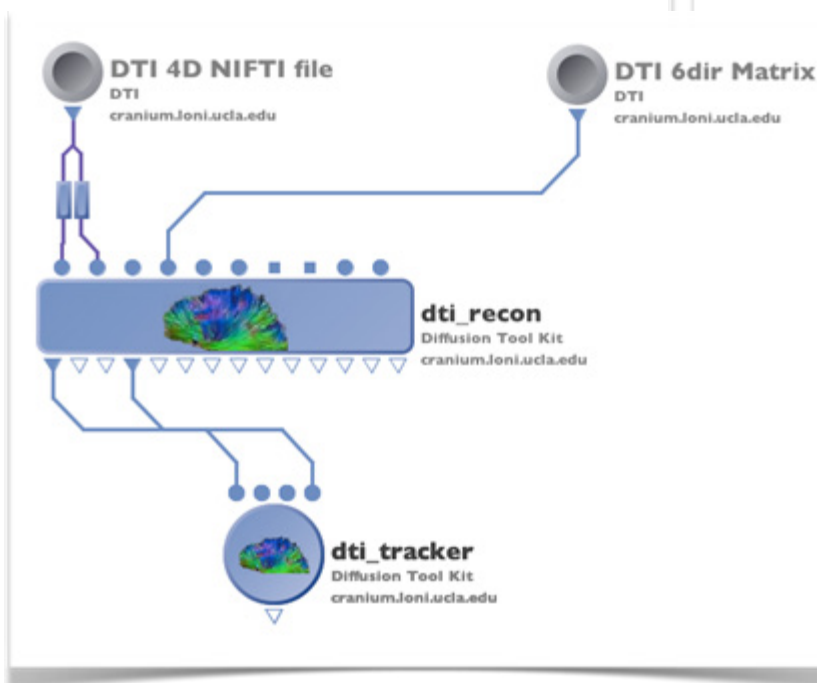 DTI 4D NIFTI file
DTI
cranium.loni.ucla.edu
DTI 6dir Matrix
DTI
cranium.loni.ucla.edu
dti_recon
Diffusion Tool Kit
cranium.loni.ucla.edu
dti_tracker
Diffusion Tool Kit
cranium.loni.ucla.edu